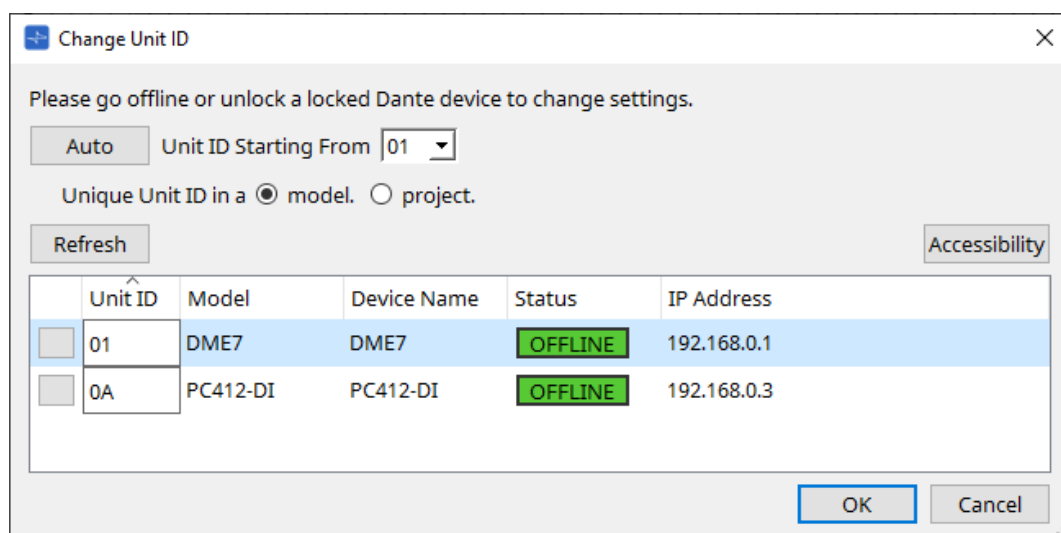 Change Unit ID
Please go offline or unlock a locked Dante device to change settings.
Auto Unit ID Starting From 01
Unique Unit ID in a model. project.
Refresh Accessibility
Unit ID Model Device Name Status IP Address
01 DME7 DME7 OFFLINE 192.168.0.1
0A PC412-DI PC412-DI OFFLINE 192.168.0.3
OK Cancel